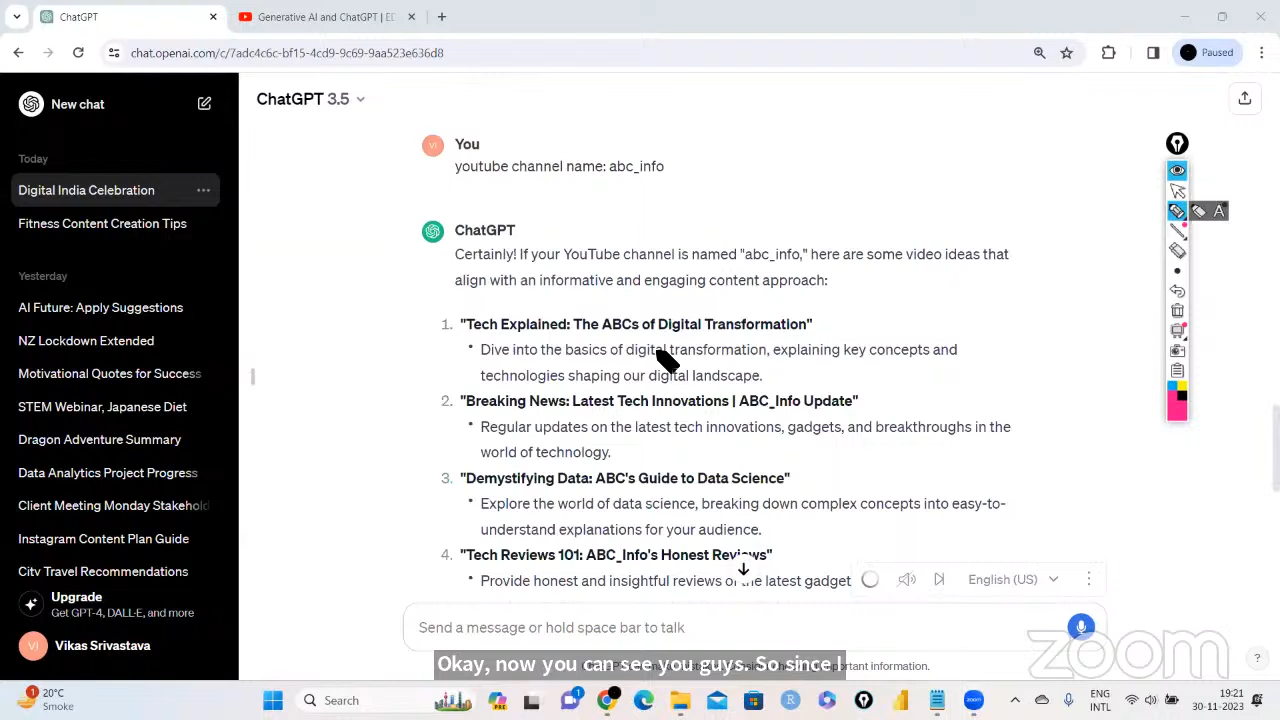 ChatGPT
Generative AI and ChatGPT | ED
chat.openai.com/c/7adc4c6c-bf15-4cd9-9c69-9aa523e636d8
Paused
New chat
ChatGPT 3.5
Today
Digital India Celebration
Fitness Content Creation Tips
Yesterday
AI Future: Apply Suggestions
NZ Lockdown Extended
Motivational Quotes for Success
STEM Webinar, Japanese Diet
Dragon Adventure Summary
Data Analytics Project Progress
Client Meeting Monday Stakehold
Instagram Content Plan Guide
City Travel Recommendations
Upgrade
Get GPT-4, DALL·E, and more
VI Vikas Srivastava
VI You
youtube channel name: abc_info
ChatGPT
Certainly! If your YouTube channel is named "abc_info," here are some video ideas that
align with an informative and engaging content approach:
1. "Tech Explained: The ABCs of Digital Transformation"
• Dive into the basics of digital transformation, explaining key concepts and
technologies shaping our digital landscape.
2. "Breaking News: Latest Tech Innovations | ABC_Info Update"
• Regular updates on the latest tech innovations, gadgets, and breakthroughs in the
world of technology.
3. "Demystifying Data: ABC's Guide to Data Science"
• Explore the world of data science, breaking down complex concepts into easy-to-
understand explanations for your audience.
4. "Tech Reviews 101: ABC_Info's Honest Reviews"
• Provide honest and insightful reviews of the latest gadget
English (US)
Send a message or hold space bar to talk
Okay, now you can see you guys. So since I
portant information.
zoom
?
A
1
20°C
Smoke
Search
PRE
1
R
ENG
INTL
19:21
30-11-2023